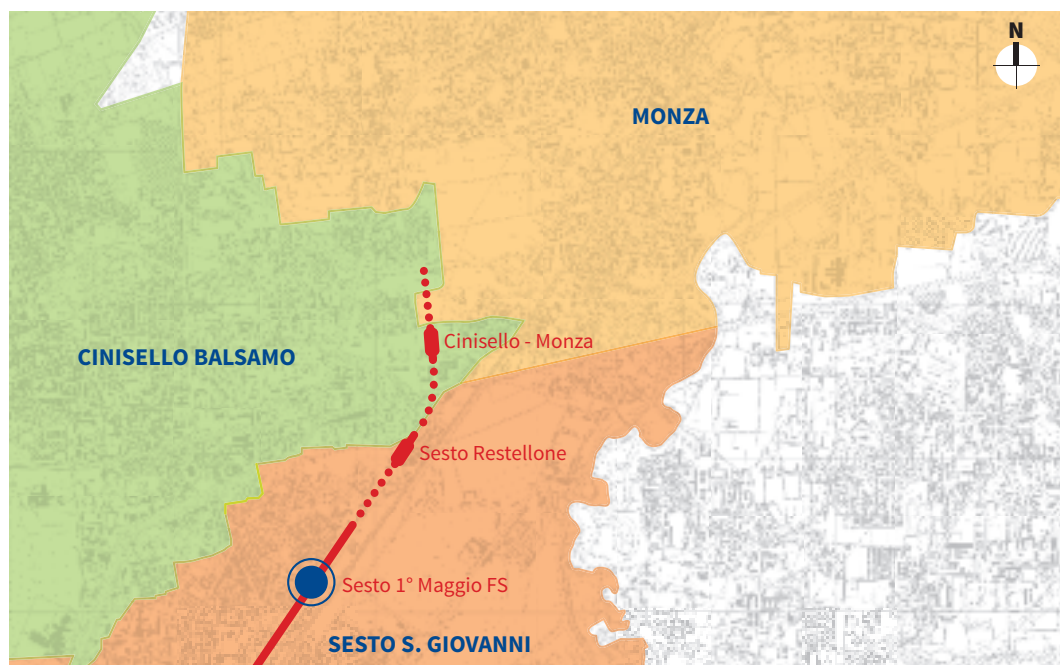 N
MONZA
Cinisello - Monza
CINISELLO BALSAMO
Sesto Restellone
Sesto 1° Maggio FS
SESTO S. GIOVANNI